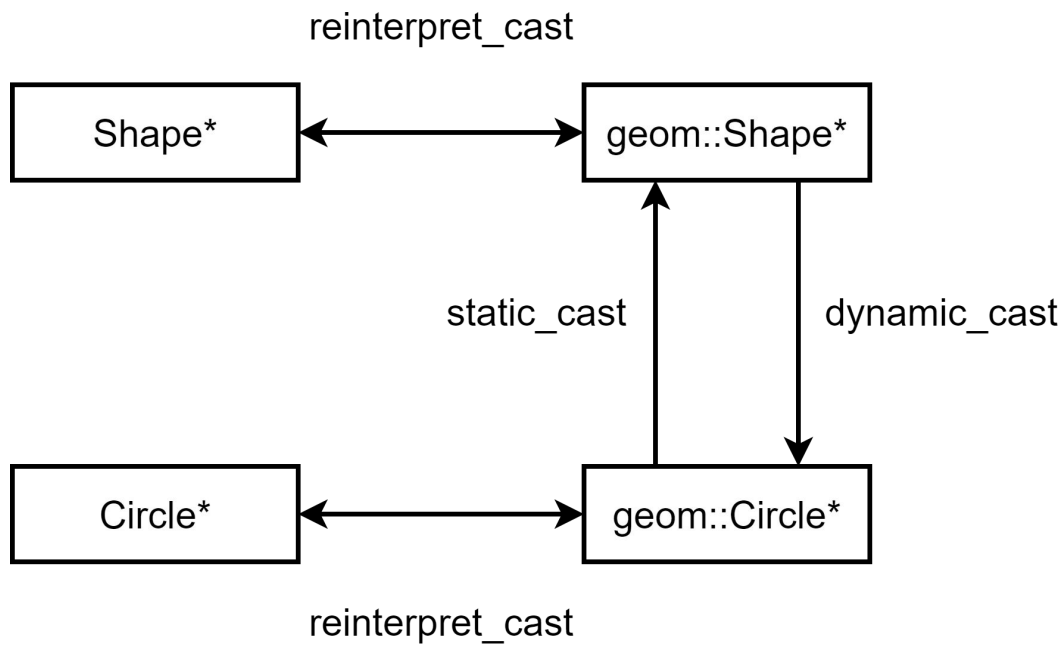 reinterpret_cast
Shape*
geom::Shape*
static_cast
dynamic_cast
Circle*
geom::Circle*
reinterpret_cast